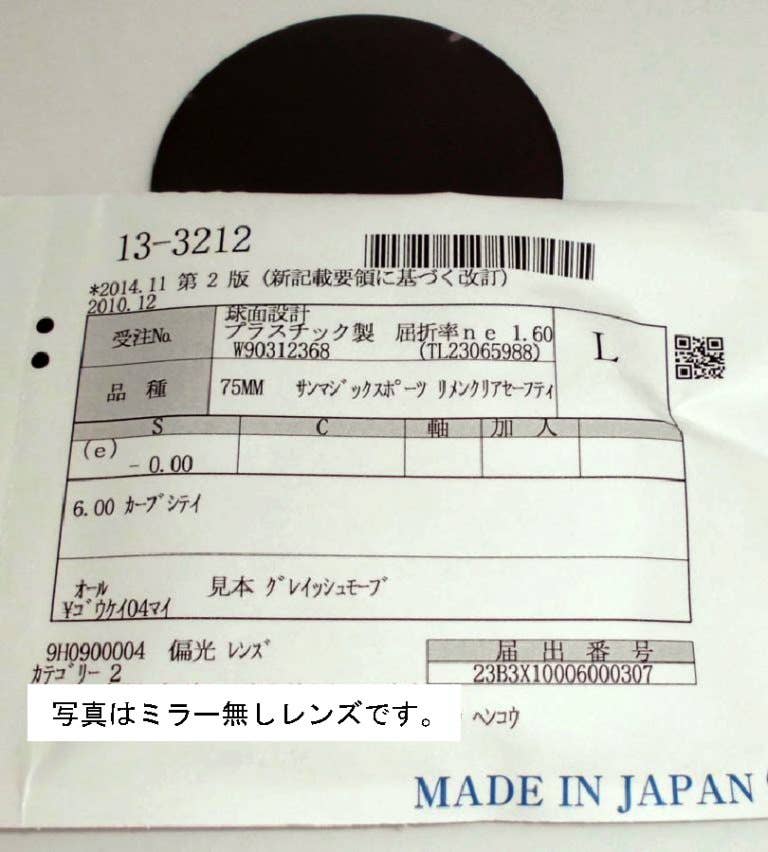 13-3212
*2014.11 第2版(新記載要領に基づく改訂)
2010.12
受注No.
球面設計
プラスチック製 屈折率ne 1.60
W90312368 (TL23065988)
L
品種
75MM サンマジックスポーツ リメンクリアセーフティ
S C 軸 加入
(e)
- 0.00
6.00 カーブシテイ
オール 見本 グレイッシュモーブ
¥ゴウケイ04マイ
9H0900004 偏光 レンズ
カテゴリー 2
届出番号
23B3X10006000307
写真はミラー無しレンズです。
ヘンコウ
MADE IN JAPAN